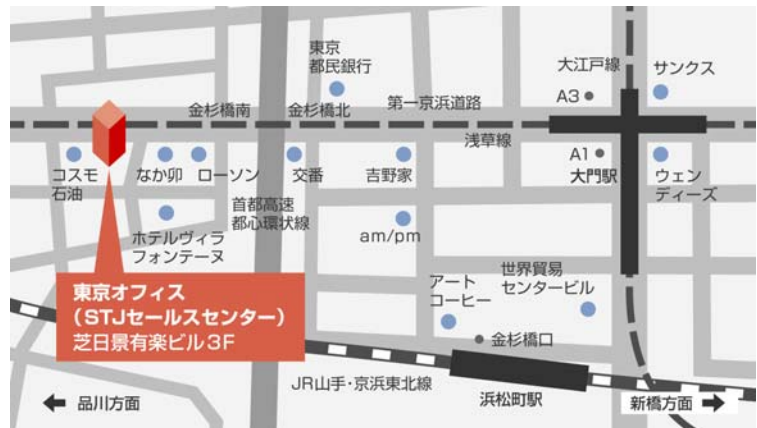 東京
都民銀行
大江戸線
サンクス
A3
金杉橋南
金杉橋北
第一京浜道路
浅草線
A1
大門駅
コスモ
石油
なか卯
ローソン
交番
吉野家
ウェン
ディーズ
首都高速
都心環状線
ホテルヴィラ
フォンテーヌ
am/pm
東京オフィス
（STJセールスセンター）
芝日景有楽ビル3F
世界貿易
センタービル
アート
コーヒー
金杉橋口
JR山手・京浜東北線
浜松町駅
品川方面
新橋方面